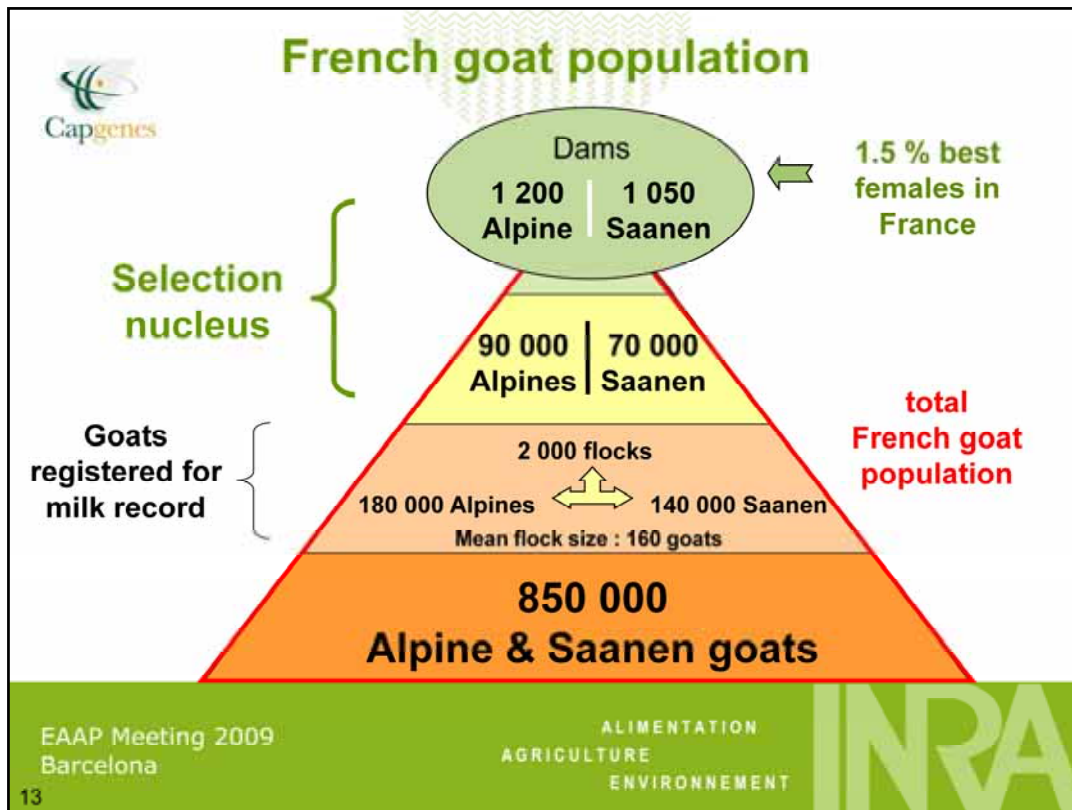 French goat population
Capgenes
Dams
1 200
Alpine
1 050
Saanen
1.5 % best
females in
France
Selection
nucleus
90 000
Alpines
70 000
Saanen
total
French goat
population
Goats
registered for
milk record
2 000 flocks
180 000 Alpines
140 000 Saanen
Mean flock size : 160 goats
850 000
Alpine & Saanen goats
EAAP Meeting 2009
Barcelona
ALIMENTATION
AGRICULTURE
ENVIRONNEMENT
INRA
13